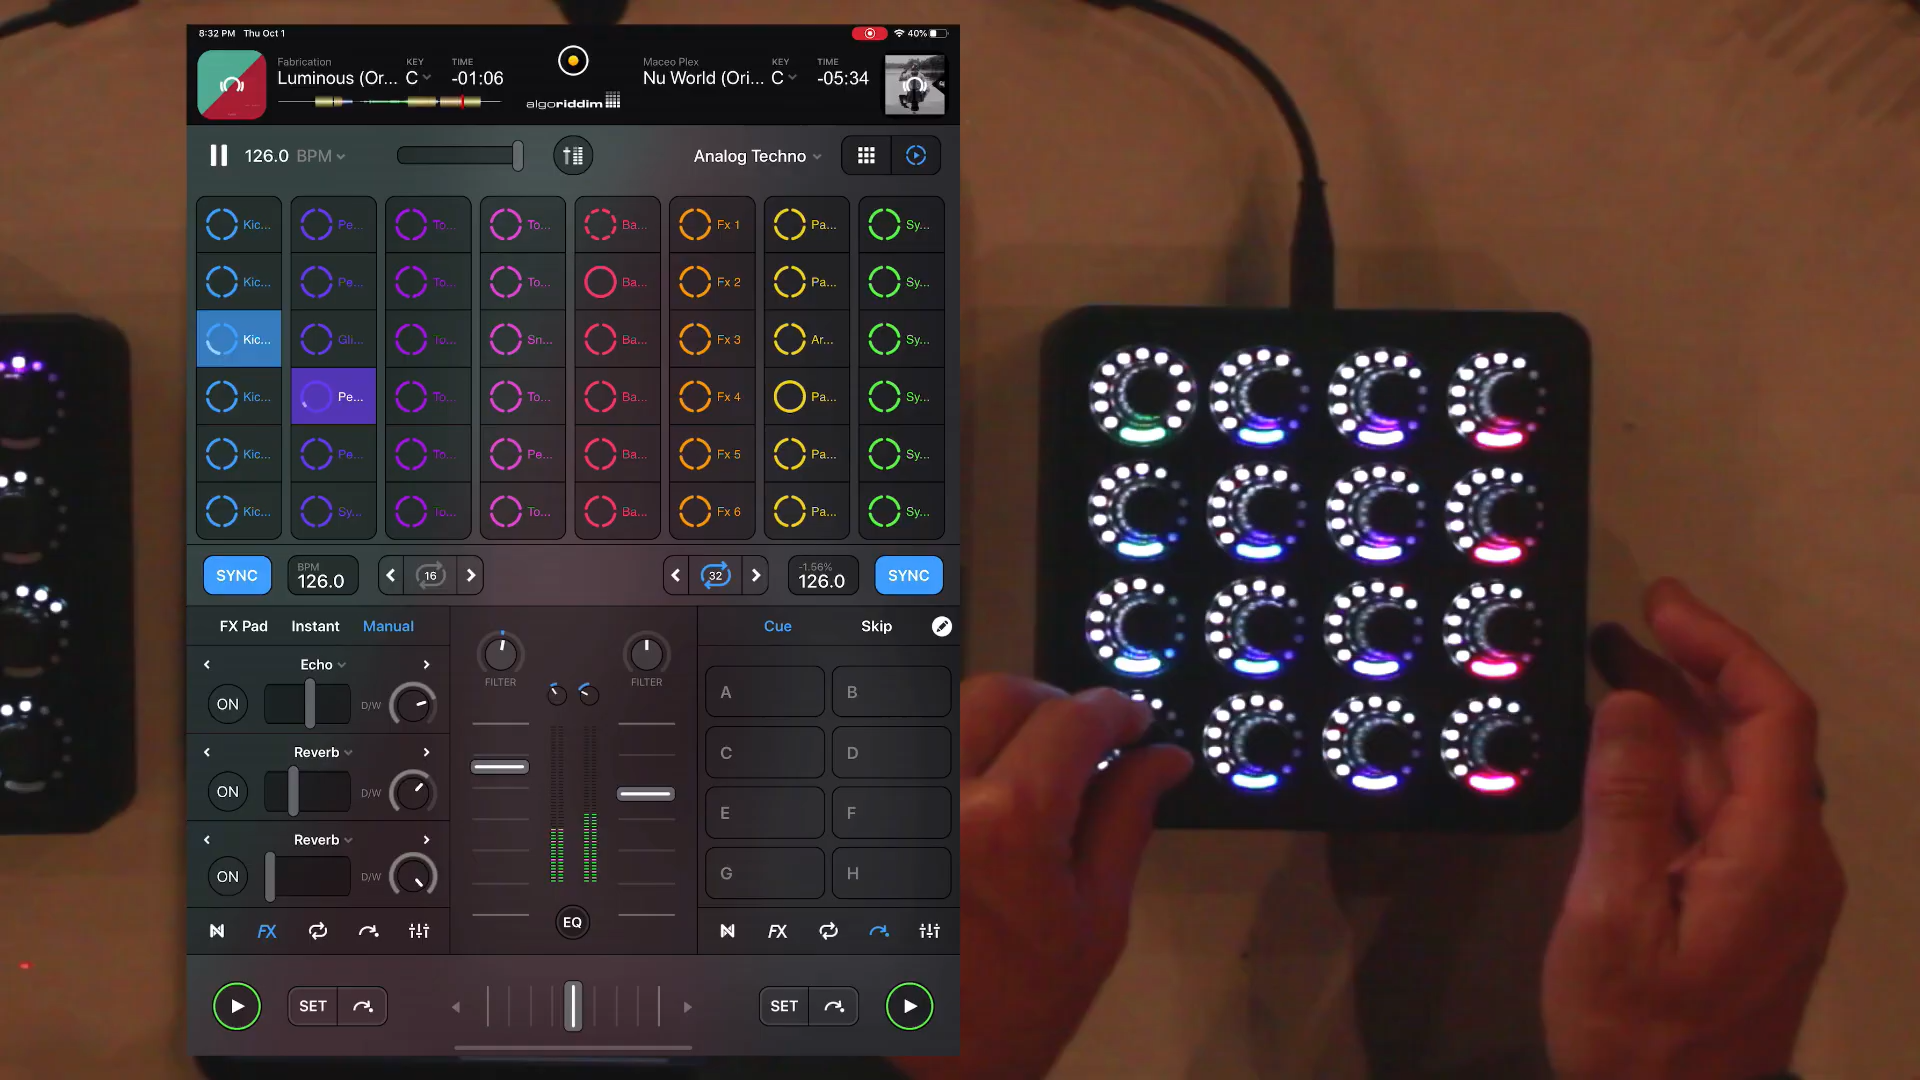 8:32 PM Thu Oct 1
40%
Fabrication
Luminous (Or...
KEY
C
TIME
-01:06
algoriddim
Maceo Plex
Nu World (Ori...
KEY
C
TIME
-05:34
126.0 BPM
Analog Techno
Kic... Pe... To... To... Ba... Fx 1 Pa... Sy...
Kic... Pe... To... To... Ba... Fx 2 Pa... Sy...
Kic... Gli... To... Sn... Ba... Fx 3 Ar... Sy...
Kic... Pe... To... To... Ba... Fx 4 Pa... Sy...
Kic... Pe... To... Pe... Ba... Fx 5 Pa... Sy...
Kic... Sy... To... To... Ba... Fx 6 Pa... Sy...
SYNC
BPM
126.0
16
32
-1.56%
126.0
SYNC
FX Pad Instant Manual
Echo
ON
D/W
Reverb
ON
D/W
Reverb
ON
D/W
FX
FILTER
FILTER
EQ
Cue Skip
A B
C D
E F
G H
FX
SET
SET